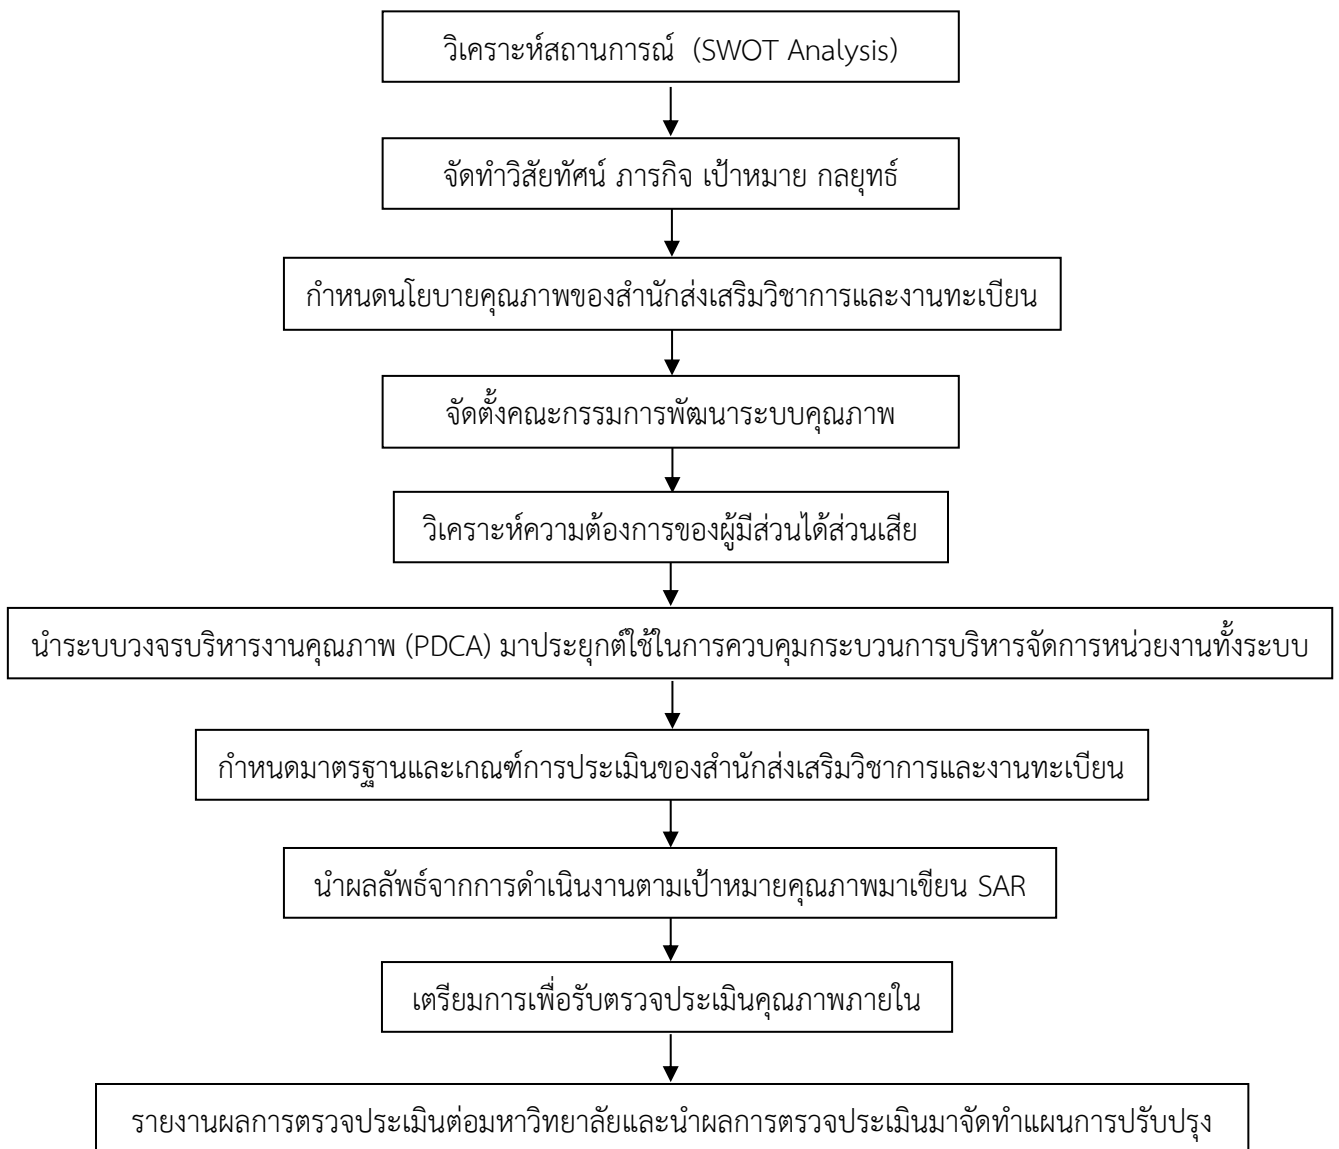 วิเคราะห์สถานการณ์ (SWOT Analysis)
จัดทำวิสัยทัศน์ ภารกิจ เป้าหมาย กลยุทธ์
กำหนดนโยบายคุณภาพของสำนักส่งเสริมวิชาการและงานทะเบียน
จัดตั้งคณะกรรมการพัฒนาระบบคุณภาพ
วิเคราะห์ความต้องการของผู้มีส่วนได้ส่วนเสีย
นำระบบวงจรบริหารงานคุณภาพ (PDCA) มาประยุกต์ใช้ในการควบคุมกระบวนการบริหารจัดการหน่วยงานทั้งระบบ
กำหนดมาตรฐานและเกณฑ์การประเมินของสำนักส่งเสริมวิชาการและงานทะเบียน
นำผลลัพธ์จากการดำเนินงานตามเป้าหมายคุณภาพมาเขียน SAR
เตรียมการเพื่อรับตรวจประเมินคุณภาพภายใน
รายงานผลการตรวจประเมินต่อมหาวิทยาลัยและนำผลการตรวจประเมินมาจัดทำแผนการปรับปรุง